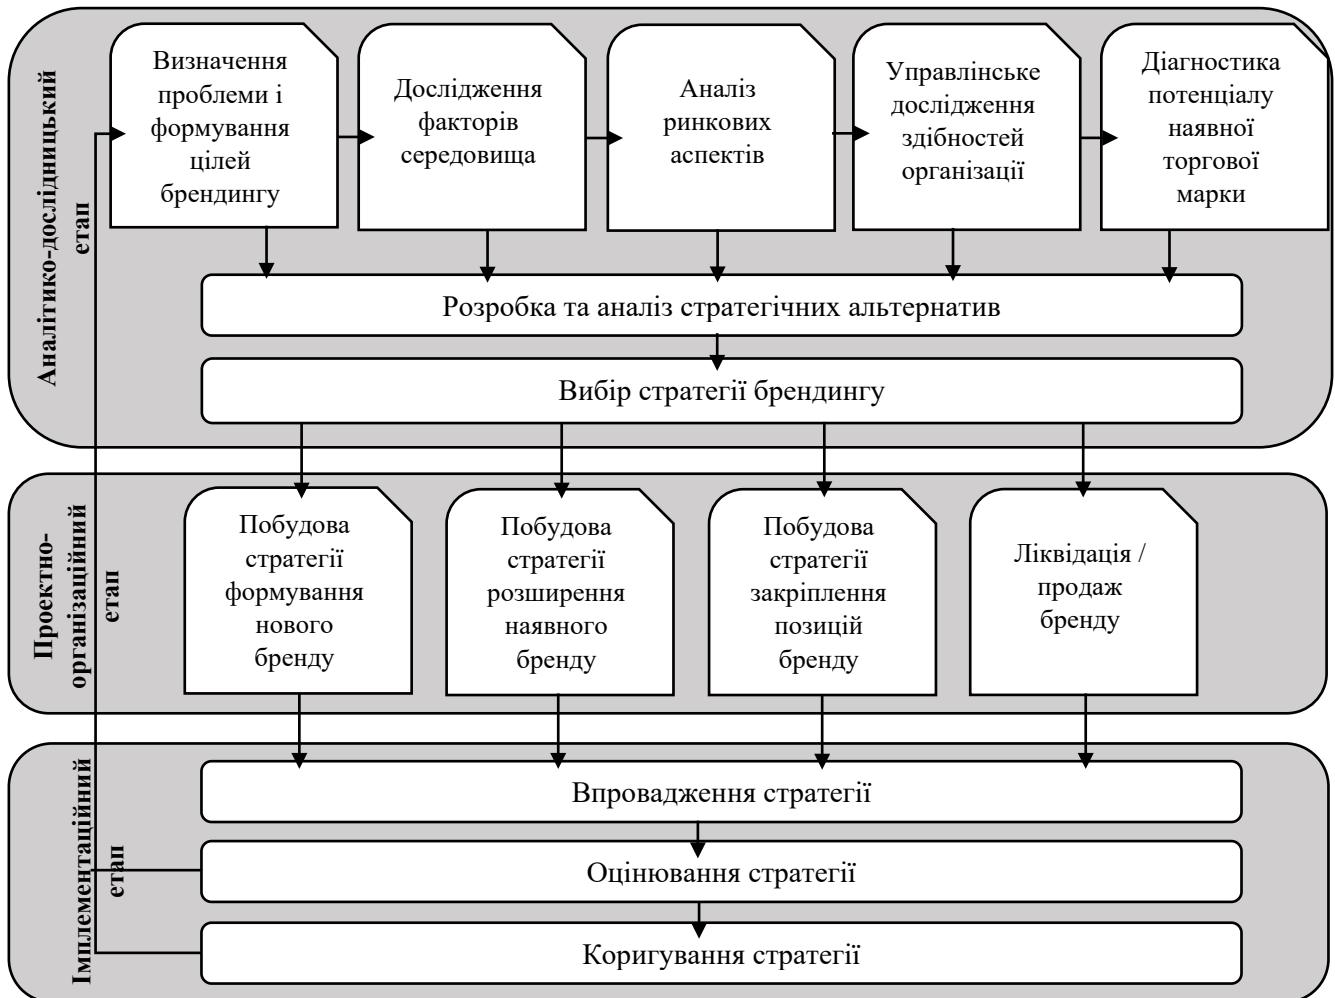 Аналітико-дослідницький
етап
Визначення
проблеми і
формування
цілей
брендингу
Дослідження
факторів
середовища
Аналіз
ринкових
аспектів
Управлінське
дослідження
здібностей
організації
Діагностика
потенціалу
наявної
торгової
марки
Розробка та аналіз стратегічних альтернатив
Вибір стратегії брендингу
Проектно-
організаційний
етап
Побудова
стратегії
формування
нового
бренду
Побудова
стратегії
розширення
наявного
бренду
Побудова
стратегії
закріплення
позицій
бренду
Ліквідація /
продаж
бренду
Імплементаційний
етап
Впровадження стратегії
Оцінювання стратегії
Коригування стратегії